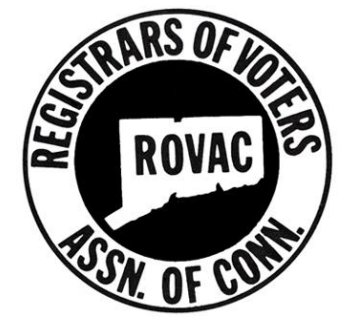 REGISTRARS OF VOTERS
ROVAC
ASSN. OF CONN.